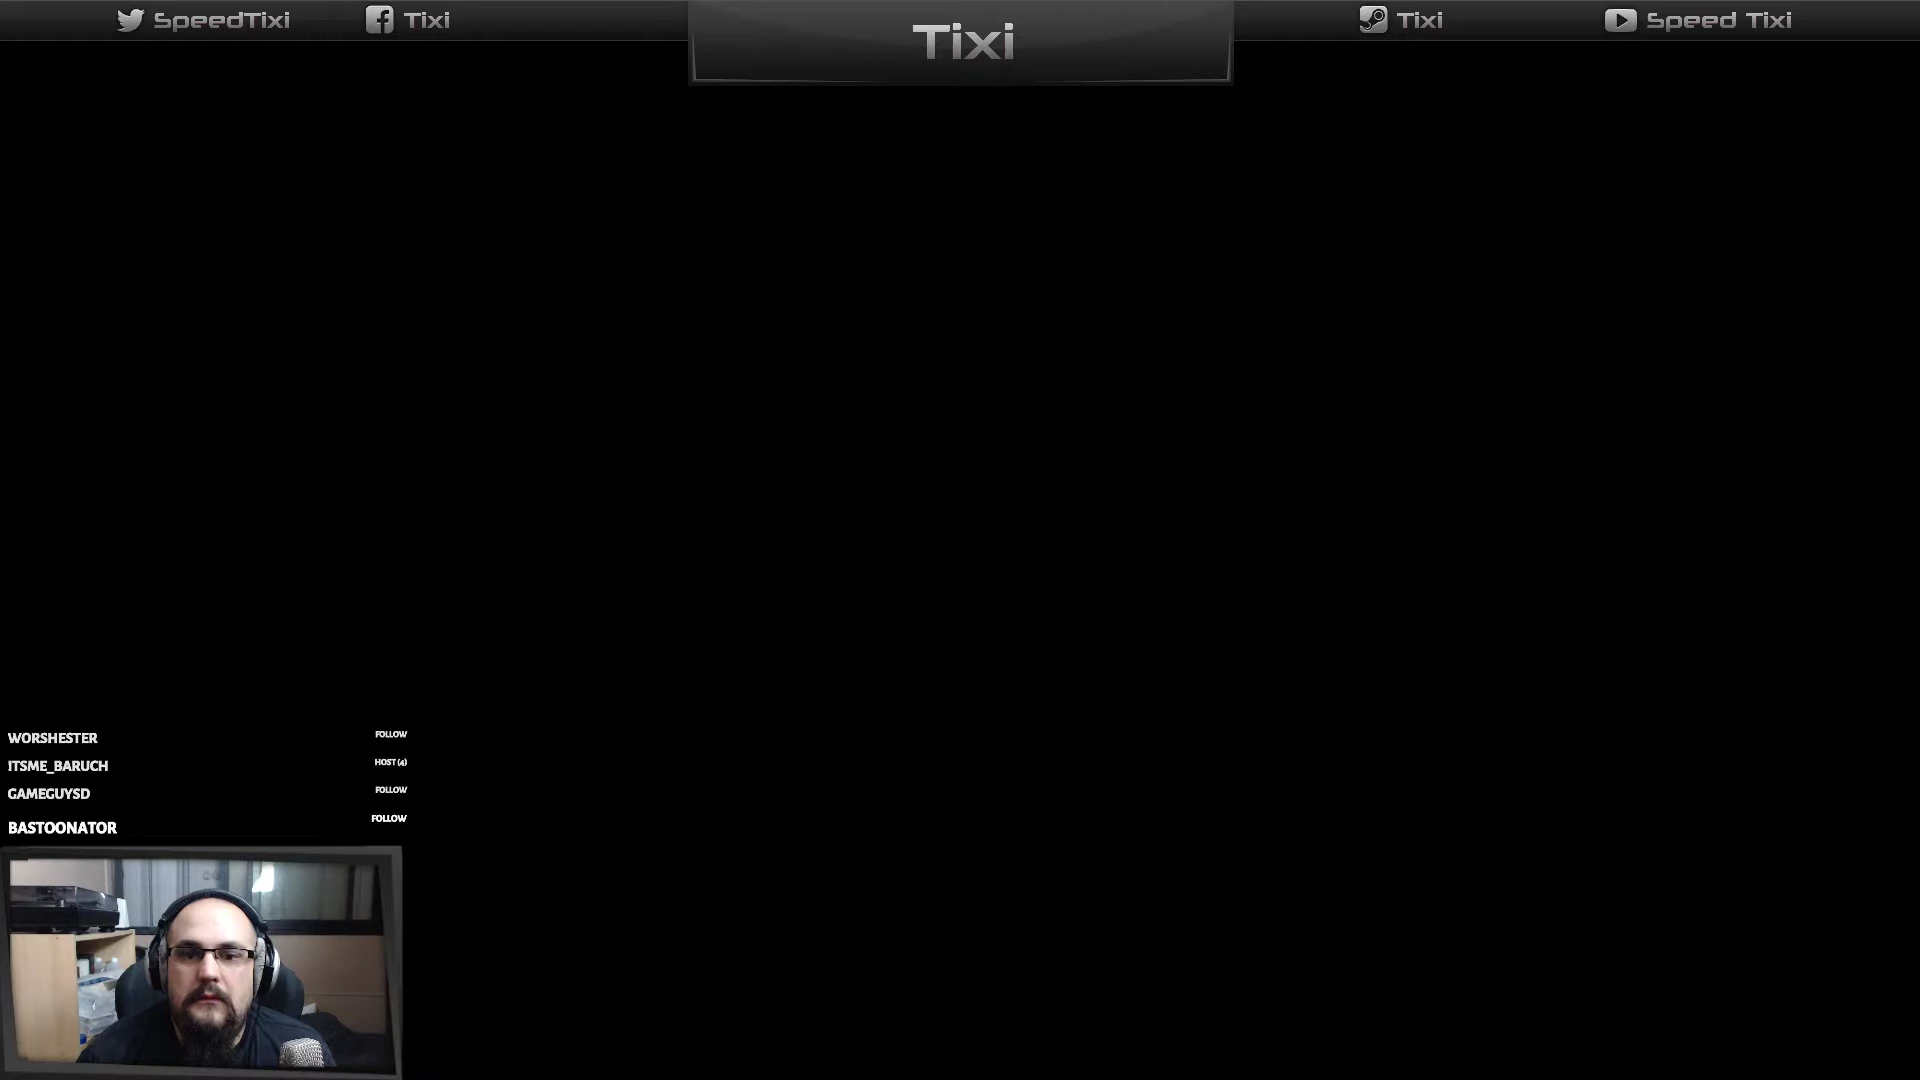 SpeedTixi
Tixi
Tixi
Tixi
Speed Tixi
WORSHESTER FOLLOW
ITSME_BARUCH HOST (4)
GAMEGUYSD FOLLOW
BASTOONATOR FOLLOW